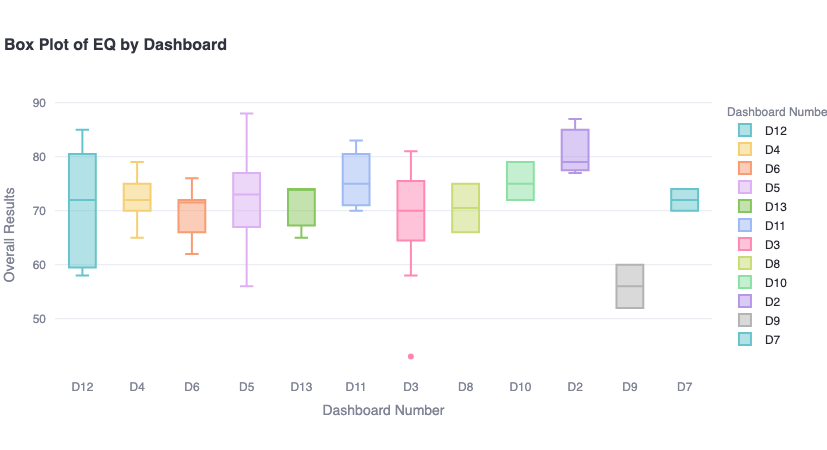 Box Plot of EQ by Dashboard
Overall Results
90
80
70
60
50
D12 D4 D6 D5 D13 D11 D3 D8 D10 D2 D9 D7
Dashboard Number
Dashboard Numbe
D12
D4
D6
D5
D13
D11
D3
D8
D10
D2
D9
D7